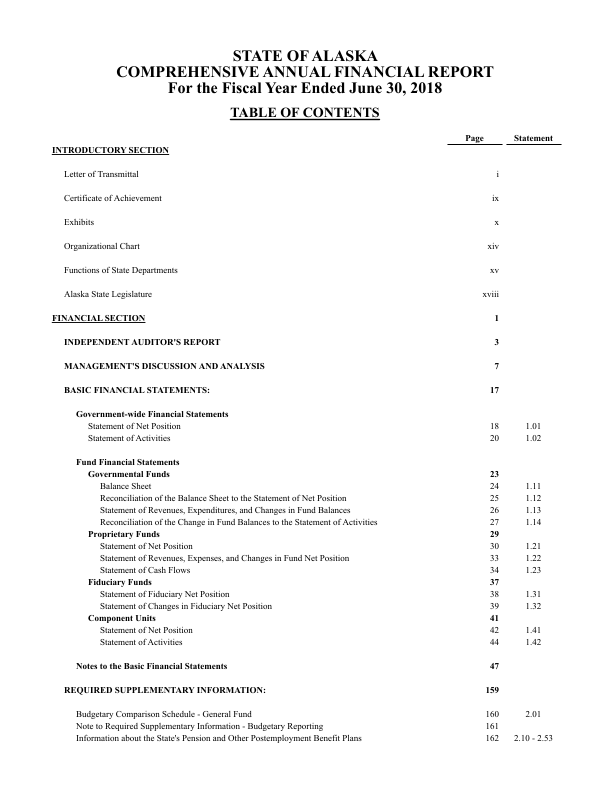 STATE OF ALASKA
COMPREHENSIVE ANNUAL FINANCIAL REPORT
For the Fiscal Year Ended June 30, 2018
TABLE OF CONTENTS
Page Statement
INTRODUCTORY SECTION
Letter of Transmittal i
Certificate of Achievement ix
Exhibits x
Organizational Chart xiv
Functions of State Departments xv
Alaska State Legislature xviii
FINANCIAL SECTION 1
INDEPENDENT AUDITOR'S REPORT 3
MANAGEMENT'S DISCUSSION AND ANALYSIS 7
BASIC FINANCIAL STATEMENTS: 17
Government-wide Financial Statements
Statement of Net Position 18 1.01
Statement of Activities 20 1.02
Fund Financial Statements
Governmental Funds 23
Balance Sheet 24 1.11
Reconciliation of the Balance Sheet to the Statement of Net Position 25 1.12
Statement of Revenues, Expenditures, and Changes in Fund Balances 26 1.13
Reconciliation of the Change in Fund Balances to the Statement of Activities 27 1.14
Proprietary Funds 29
Statement of Net Position 30 1.21
Statement of Revenues, Expenses, and Changes in Fund Net Position 33 1.22
Statement of Cash Flows 34 1.23
Fiduciary Funds 37
Statement of Fiduciary Net Position 38 1.31
Statement of Changes in Fiduciary Net Position 39 1.32
Component Units 41
Statement of Net Position 42 1.41
Statement of Activities 44 1.42
Notes to the Basic Financial Statements 47
REQUIRED SUPPLEMENTARY INFORMATION: 159
Budgetary Comparison Schedule - General Fund 160 2.01
Note to Required Supplementary Information - Budgetary Reporting 161
Information about the State's Pension and Other Postemployment Benefit Plans 162 2.10 - 2.53